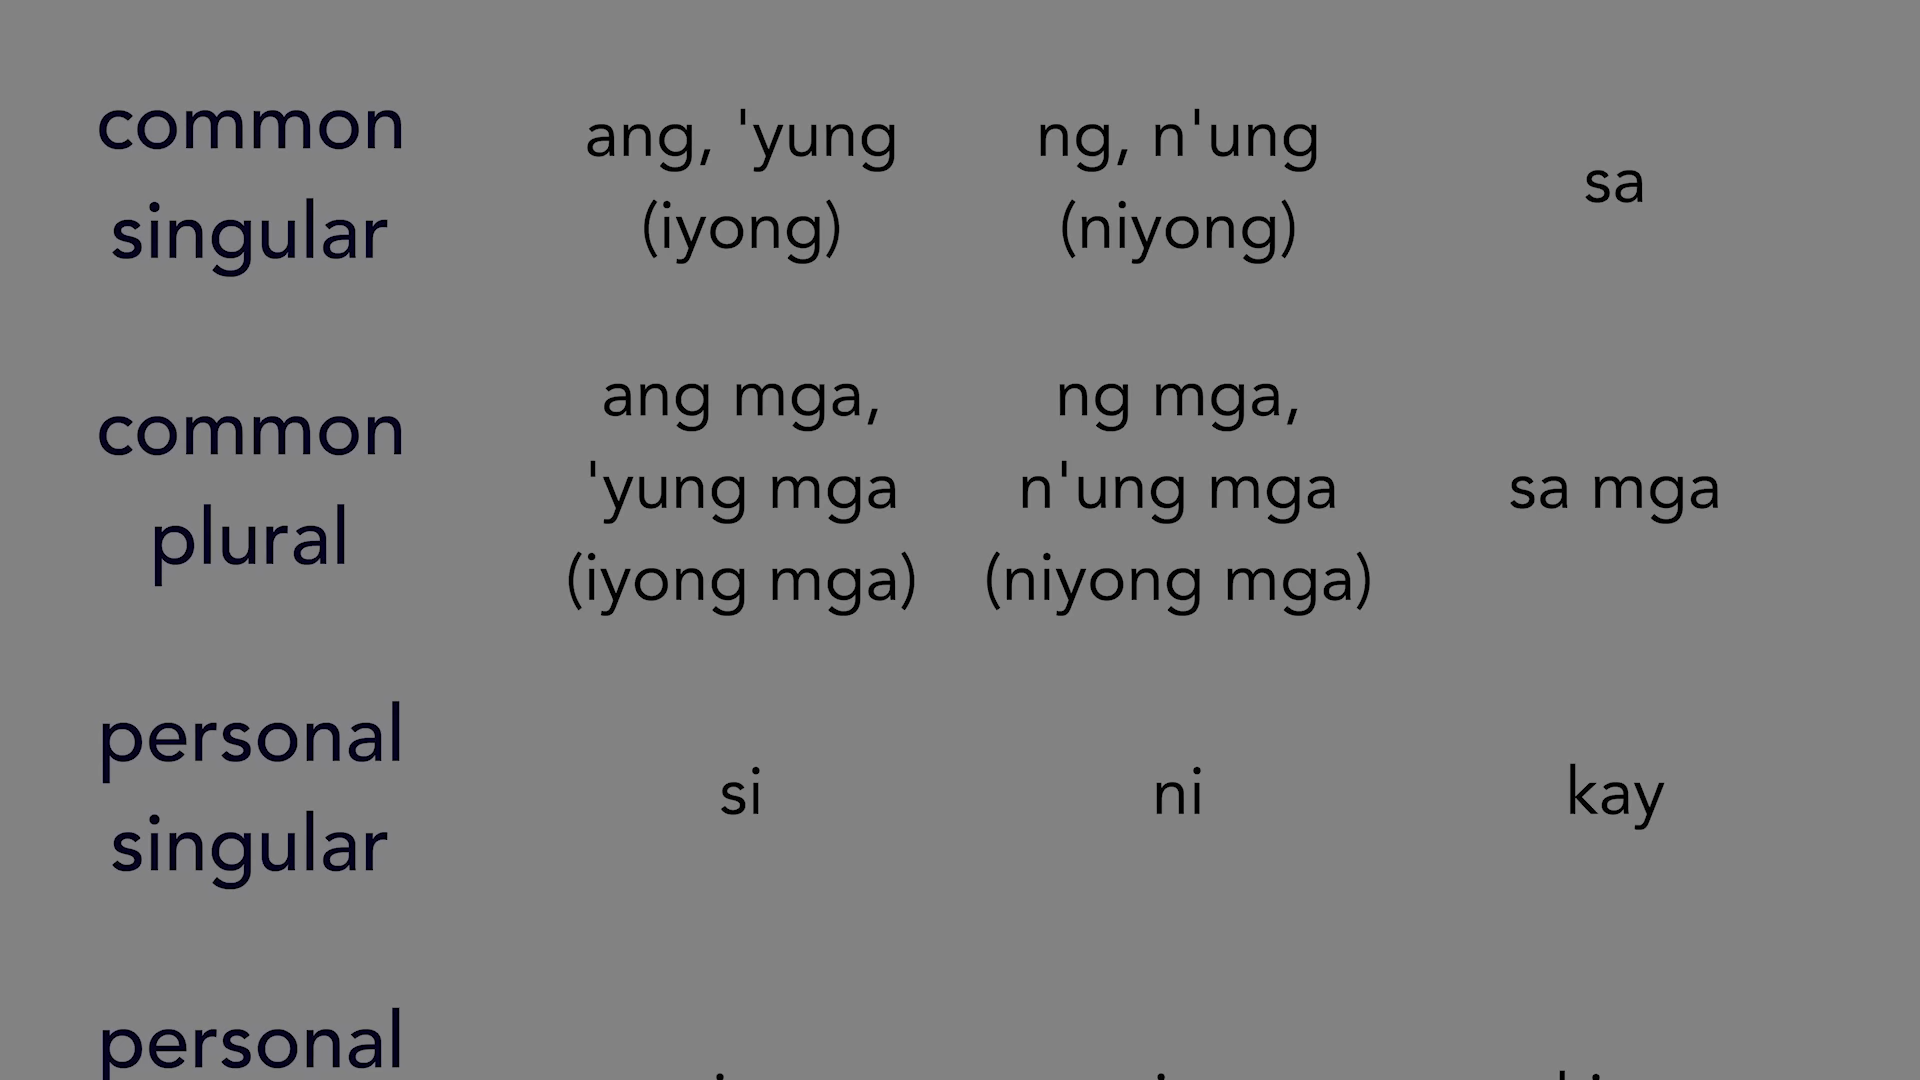 common
singular
ang, 'yung
(iyong)
ng, n'ung
(niyong)
sa
common
plural
ang mga,
'yung mga
(iyong mga)
ng mga,
n'ung mga
(niyong mga)
sa mga
personal
singular
si
ni
kay
personal